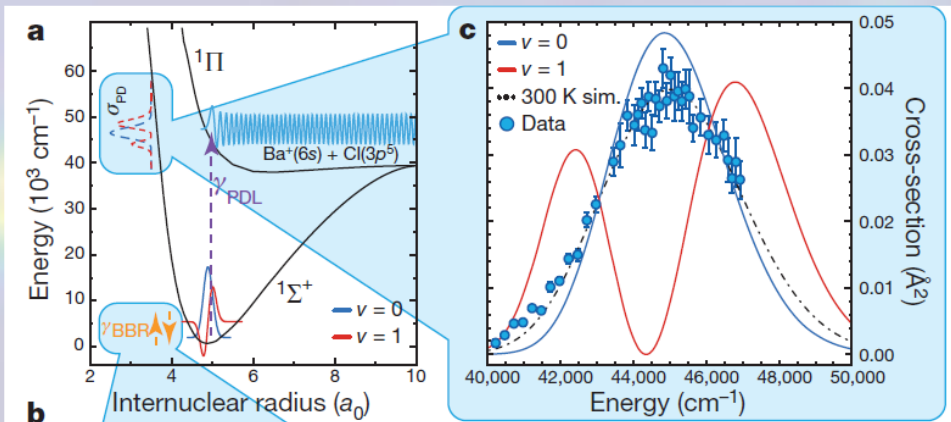 a
Energy (10³ cm⁻¹)
60
50
40
30
20
10
0
2
4
6
8
10
Internuclear radius (a₀)
σPD
¹Π
Ba⁺(6s) + Cl(3p⁵)
γPDL
¹Σ⁺
γBBR
v = 0
v = 1
b
c
v = 0
v = 1
300 K sim.
Data
0.05
0.04
0.03
0.02
0.01
0.00
Cross-section (Å²)
40,000
42,000
44,000
46,000
48,000
50,000
Energy (cm⁻¹)